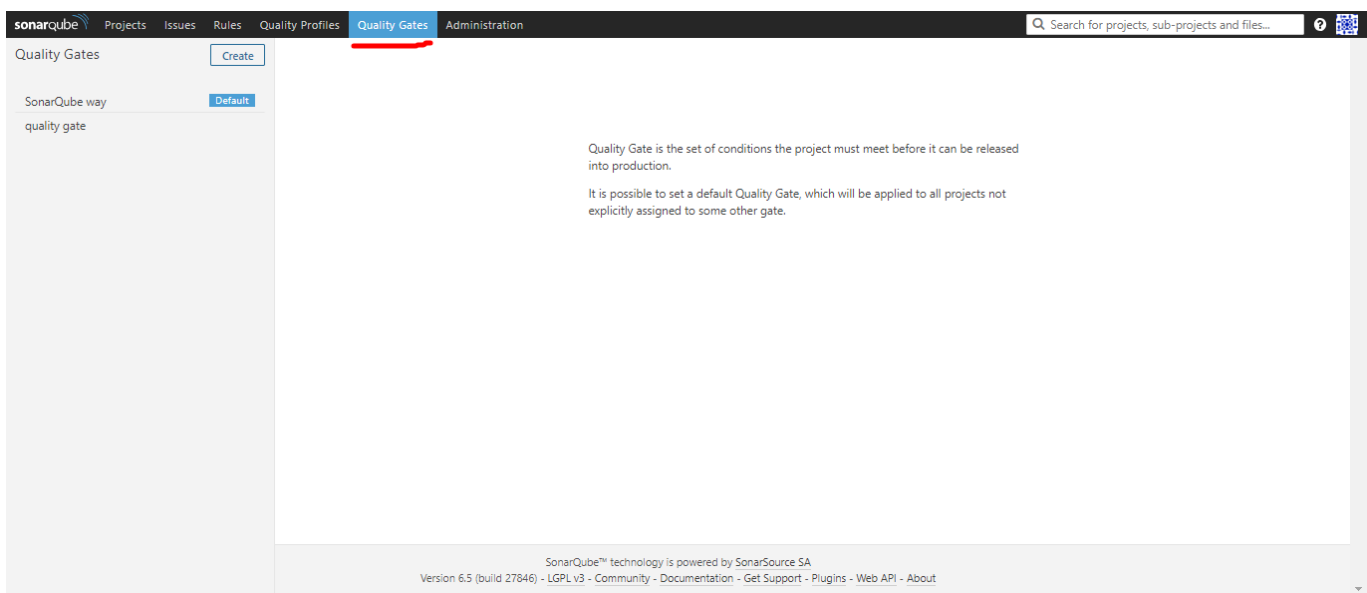 sonarqube Projects Issues Rules Quality Profiles Quality Gates Administration Search for projects, sub-projects and files... ?
Quality Gates Create
SonarQube way Default
quality gate
Quality Gate is the set of conditions the project must meet before it can be released
into production.
It is possible to set a default Quality Gate, which will be applied to all projects not
explicitly assigned to some other gate.
SonarQube™ technology is powered by SonarSource SA
Version 6.5 (build 27846) - LGPL v3 - Community - Documentation - Get Support - Plugins - Web API - About